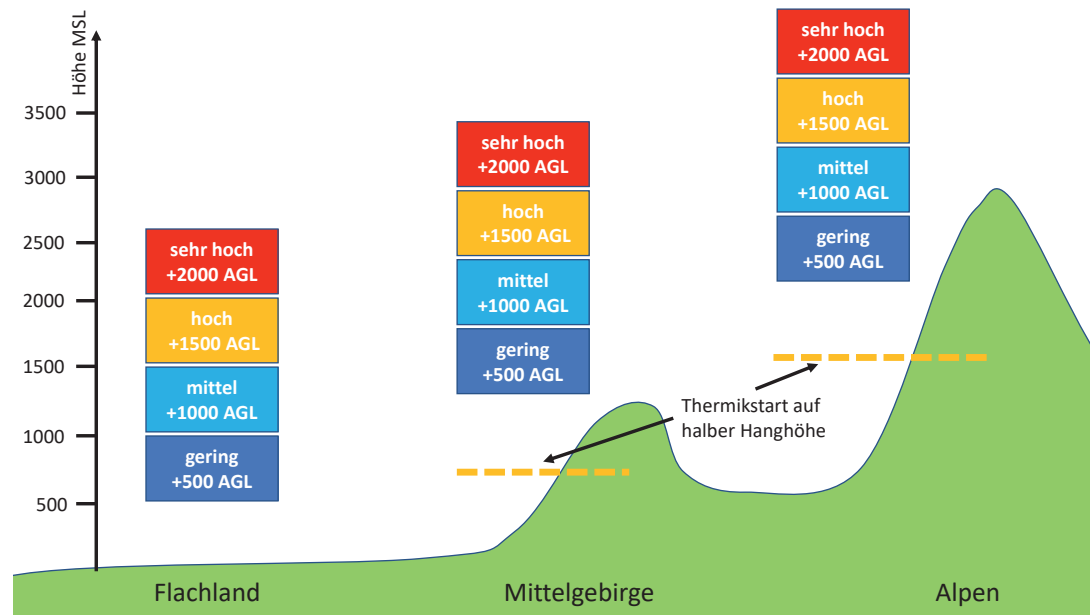 Höhe MSL
3500
3000
2500
2000
1500
1000
500
sehr hoch
+2000 AGL
hoch
+1500 AGL
mittel
+1000 AGL
gering
+500 AGL
sehr hoch
+2000 AGL
hoch
+1500 AGL
mittel
+1000 AGL
gering
+500 AGL
sehr hoch
+2000 AGL
hoch
+1500 AGL
mittel
+1000 AGL
gering
+500 AGL
Thermikstart auf
halber Hanghöhe
Flachland
Mittelgebirge
Alpen